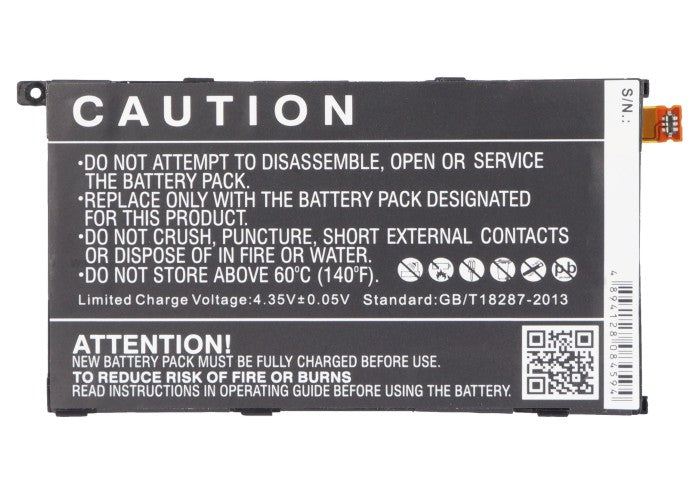 CAUTION
•DO NOT ATTEMPT TO DISASSEMBLE, OPEN OR SERVICE
THE BATTERY PACK.
•REPLACE ONLY WITH THE BATTERY PACK DESIGNATED
FOR THIS PRODUCT.
•DO NOT CRUSH, PUNCTURE, SHORT EXTERNAL CONTACTS
OR DISPOSE OF IN FIRE OR WATER.
•DO NOT STORE ABOVE 60°C (140°F).
Pb
Limited Charge Voltage:4.35V±0.05V Standard:GB/T18287-2013
ATTENTION!
NEW BATTERY PACK MUST BE FULLY CHARGED BEFORE USE.
TO REDUCE RISK OF FIRE OR BURNS
READ INSTRUCTIONS IN OPERATING GUIDE BEFORE USING THE BATTERY.
S/N.:
4894128084594